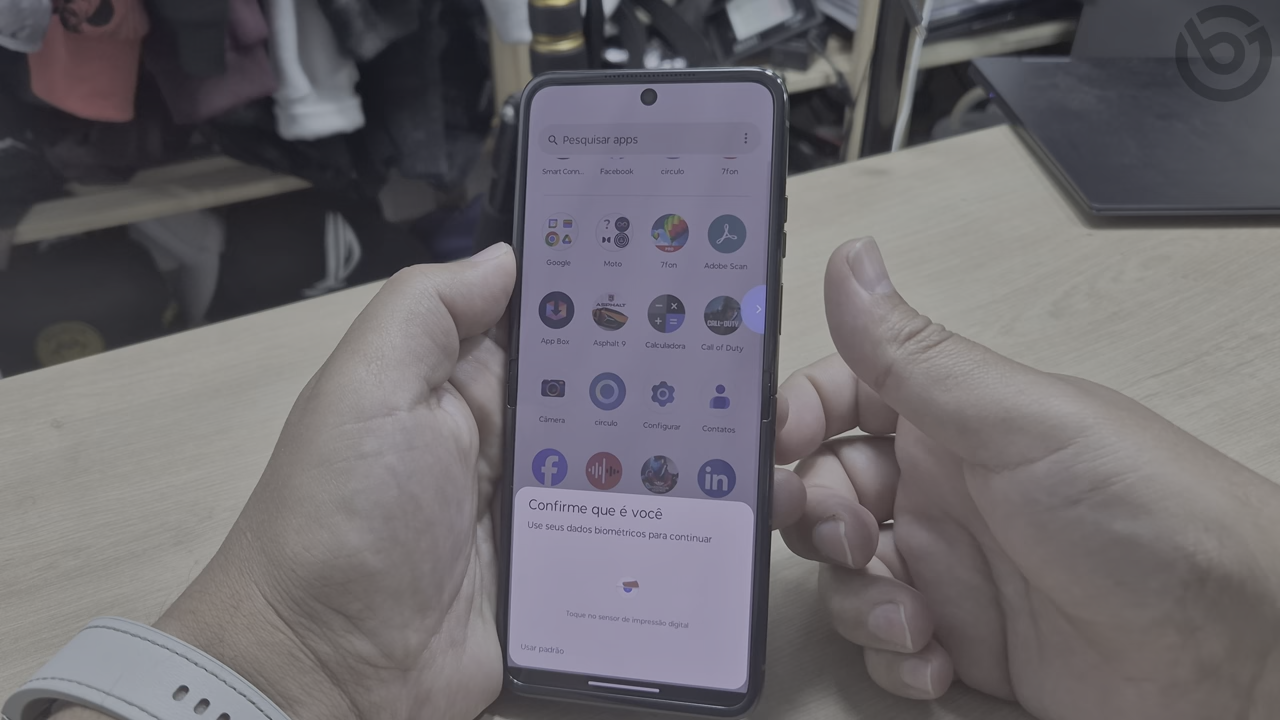 Pesquisar apps
Smart Conn...
Facebook
circulo
7fon
Google
Moto
7fon
Adobe Scan
App Box
Asphalt 9
Calculadora
Call of Duty
Câmera
circulo
Configurar
Contatos
Confirme que é você
Use seus dados biométricos para continuar
Toque no sensor de impressão digital
Usar padrão